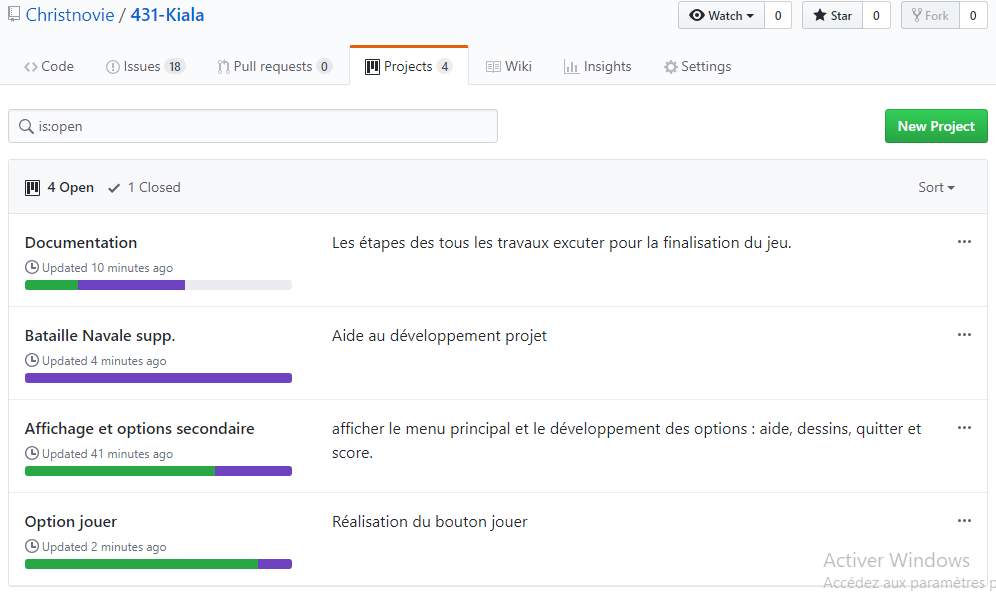 Christnovie / 431-Kiala
Watch 0 Star 0 Fork 0
Code Issues 18 Pull requests 0 Projects 4 Wiki Insights Settings
is:open
New Project
4 Open 1 Closed
Sort
Documentation
Updated 10 minutes ago
Les étapes des tous les travaux excuter pour la finalisation du jeu.
Bataille Navale supp.
Updated 4 minutes ago
Aide au développement projet
Affichage et options secondaire
Updated 41 minutes ago
afficher le menu principal et le développement des options : aide, dessins, quitter et
score.
Option jouer
Updated 2 minutes ago
Réalisation du bouton jouer
Activer Windows
Accédez aux paramètres p